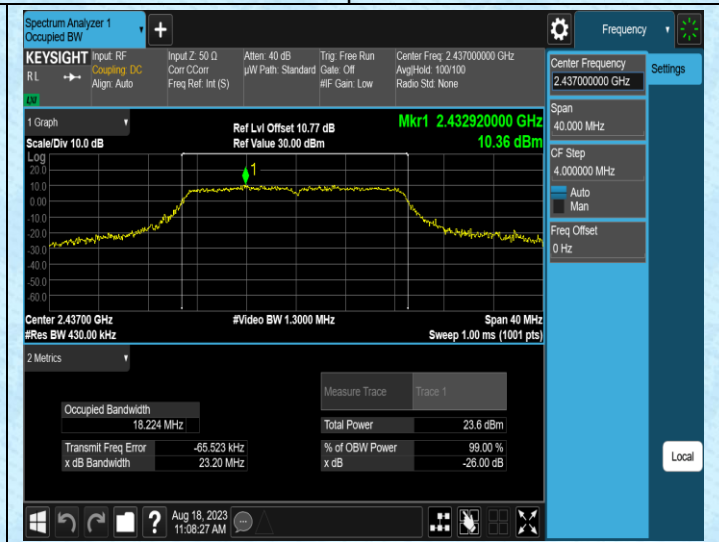 Spectrum Analyzer 1
Occupied BW
+
Frequency
KEYSIGHT
RL
LXI
Input: RF
Coupling: DC
Align: Auto
Input Z: 50 Ω
Corr CCorr
Freq Ref: Int (S)
Atten: 40 dB
µW Path: Standard
Trig: Free Run
Gate: Off
#IF Gain: Low
Center Freq: 2.437000000 GHz
Avg|Hold: 100/100
Radio Std: None
Center Frequency
2.437000000 GHz
Settings
Span
40.000 MHz
CF Step
4.000000 MHz
Auto
Man
Freq Offset
0 Hz
1 Graph
Scale/Div 10.0 dB
Ref Lvl Offset 10.77 dB
Ref Value 30.00 dBm
Mkr1 2.432920000 GHz
10.36 dBm
Log
20.0
10.0
0.00
-10.0
-20.0
-30.0
-40.0
-50.0
-60.0
1
Center 2.43700 GHz
#Res BW 430.00 kHz
#Video BW 1.3000 MHz
Span 40 MHz
Sweep 1.00 ms (1001 pts)
2 Metrics
Measure Trace Trace 1
Occupied Bandwidth
18.224 MHz
Total Power 23.6 dBm
Transmit Freq Error -65.523 kHz
% of OBW Power 99.00 %
x dB Bandwidth 23.20 MHz
x dB -26.00 dB
Local
?
Aug 18, 2023
11:08:27 AM